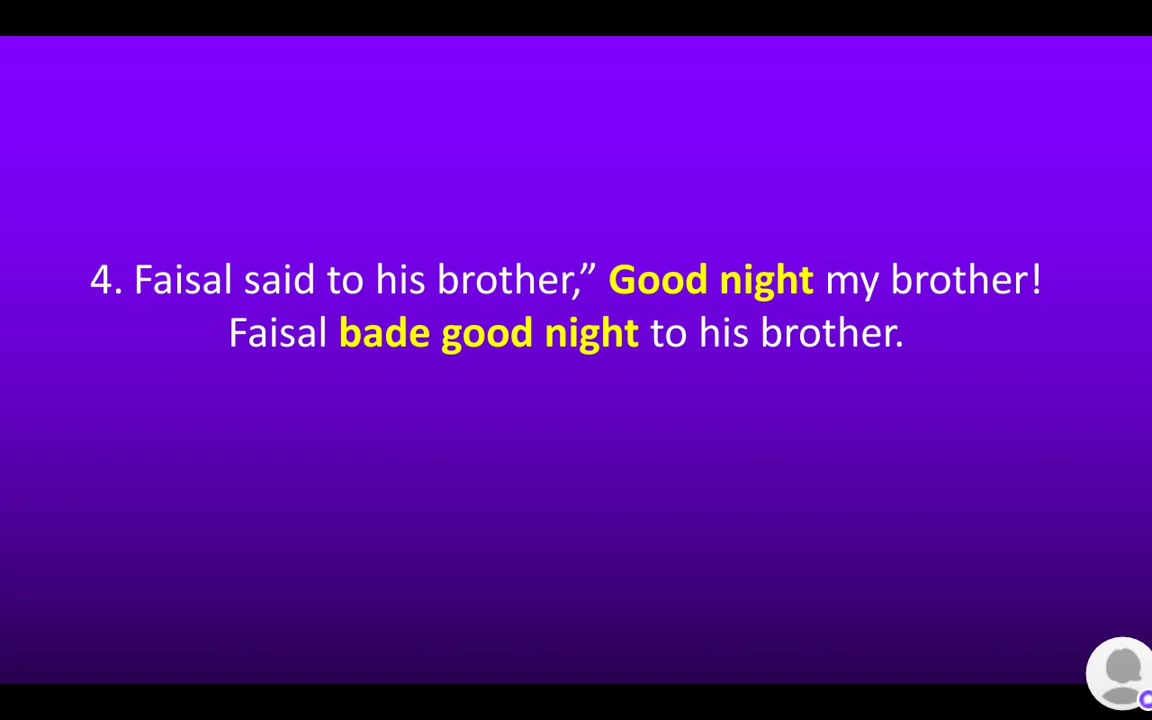 4. Faisal said to his brother,” Good night my brother!
Faisal bade good night to his brother.